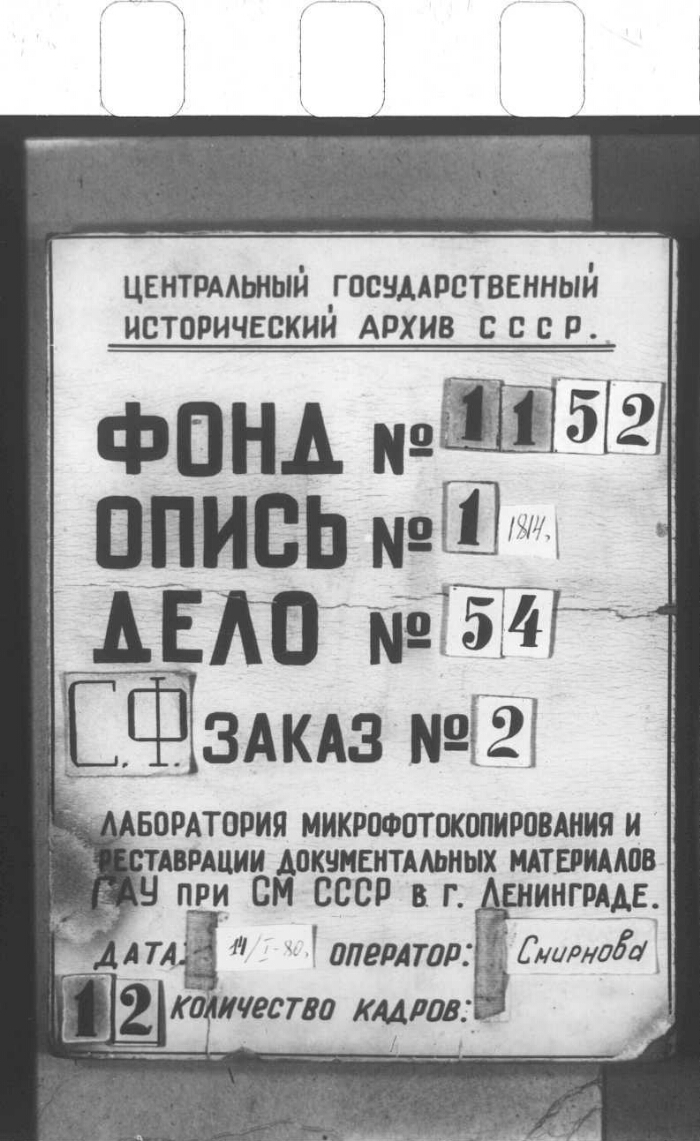 ЦЕНТРАЛЬНЫЙ ГОСУДАРСТВЕННЫЙ
ИСТОРИЧЕСКИЙ АРХИВ СССР.
ФОНД № 1152
ОПИСЬ № 1 1814.
ДЕЛО № 54
С.Ф. ЗАКАЗ № 2
ЛАБОРАТОРИЯ МИКРОФОТОКОПИРОВАНИЯ И
РЕСТАВРАЦИИ ДОКУМЕНТАЛЬНЫХ МАТЕРИАЛОВ
ГАУ ПРИ СМ СССР В Г. ЛЕНИНГРАДЕ.
ДАТА: 14/I-80. ОПЕРАТОР: Смирнова
12 КОЛИЧЕСТВО КАДРОВ: